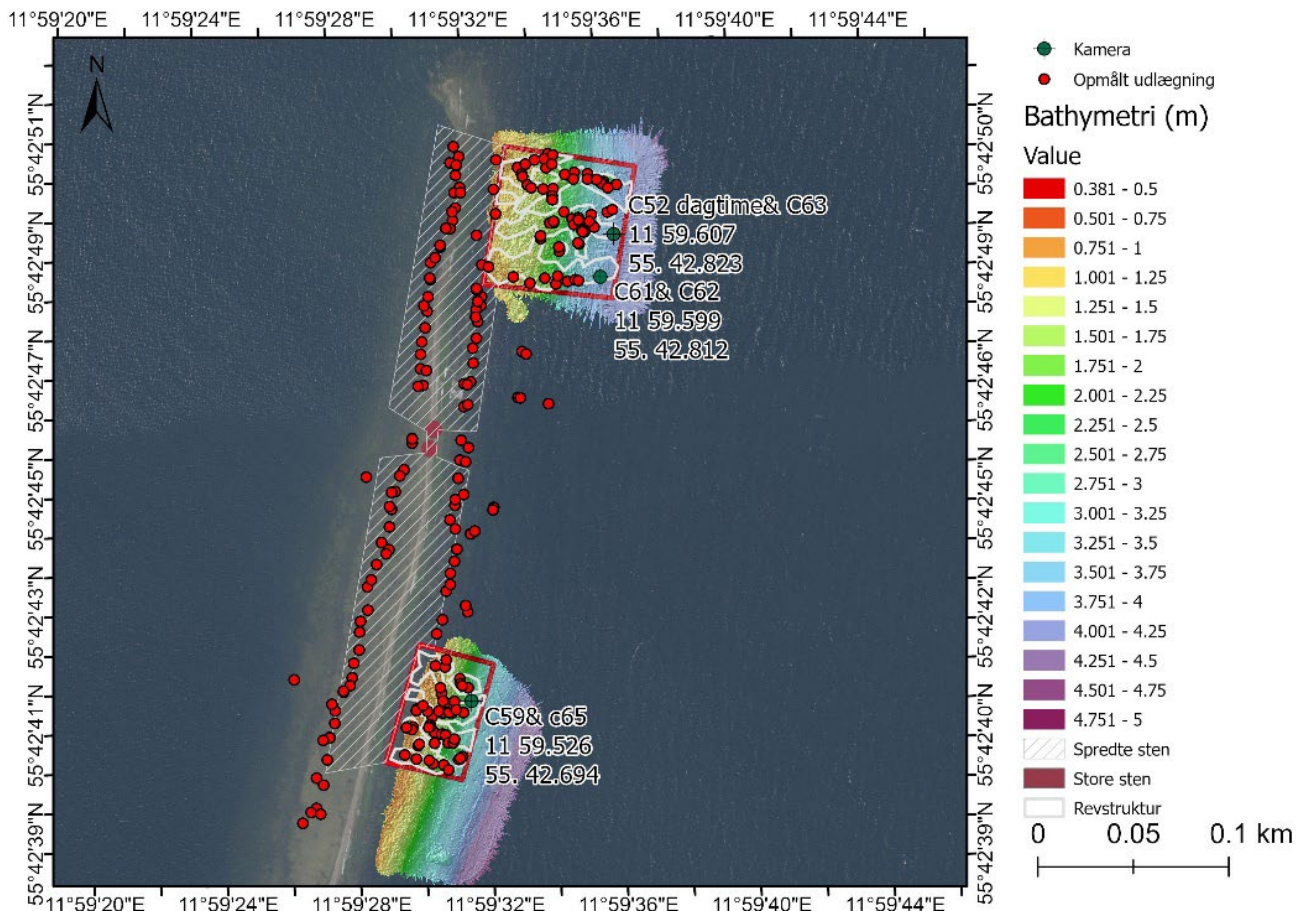 11°59'20"E 11°59'24"E 11°59'28"E 11°59'32"E 11°59'36"E 11°59'40"E 11°59'44"E
N
55°42'51"N
55°42'49"N
55°42'47"N
55°42'45"N
55°42'43"N
55°42'41"N
55°42'39"N
C52 dagtime& C63
11 59.607
55. 42.823
C61& C62
11 59.599
55. 42.812
C59& c65
11 59.526
55. 42.694
55°42'50"N
55°42'49"N
55°42'46"N
55°42'45"N
55°42'42"N
55°42'40"N
55°42'39"N
11°59'20"E 11°59'24"E 11°59'28"E 11°59'32"E 11°59'36"E 11°59'40"E 11°59'44"E
Kamera
Opmålt udlægning
Bathymetri (m)
Value
0.381 - 0.5
0.501 - 0.75
0.751 - 1
1.001 - 1.25
1.251 - 1.5
1.501 - 1.75
1.751 - 2
2.001 - 2.25
2.251 - 2.5
2.501 - 2.75
2.751 - 3
3.001 - 3.25
3.251 - 3.5
3.501 - 3.75
3.751 - 4
4.001 - 4.25
4.251 - 4.5
4.501 - 4.75
4.751 - 5
Spredte sten
Store sten
Revstruktur
0 0.05 0.1 km